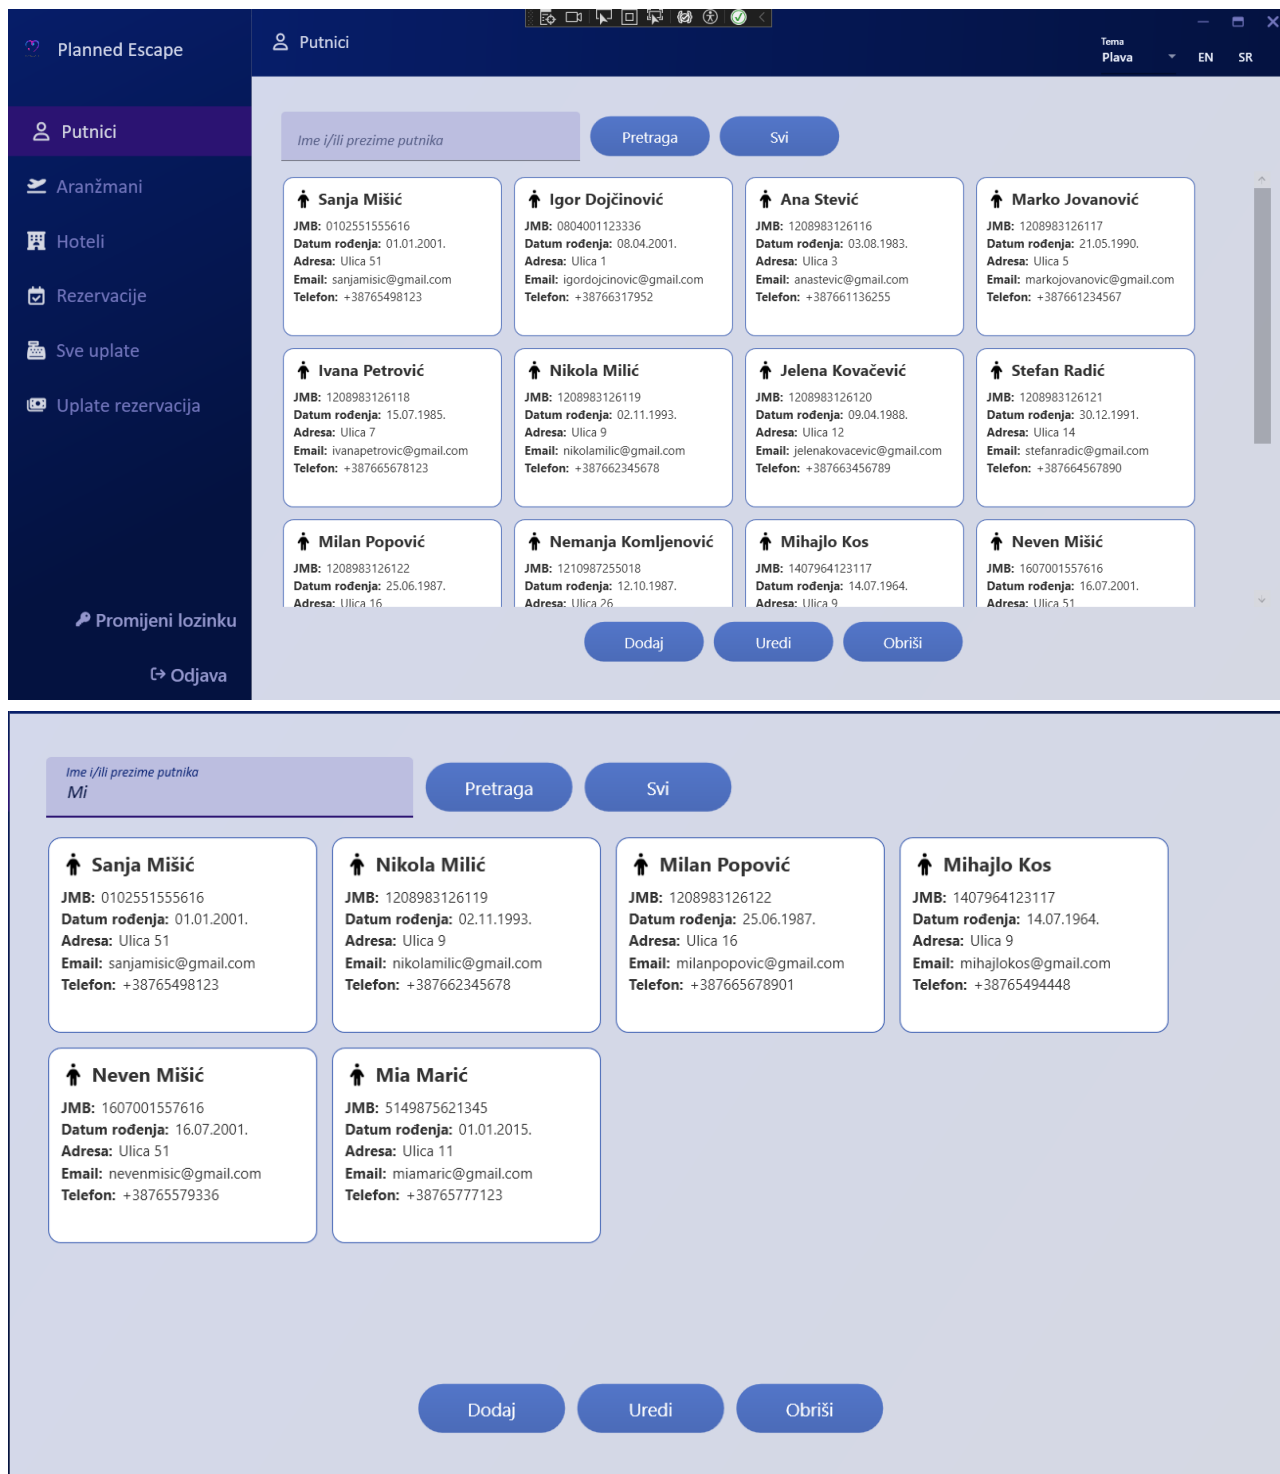 Planned Escape
Putnici
Tema
Plava
EN
SR
Putnici
Aranžmani
Hoteli
Rezervacije
Sve uplate
Uplate rezervacija
Promijeni lozinku
Odjava
Ime i/ili prezime putnika
Pretraga
Svi
Sanja Mišić
JMB: 0102551555616
Datum rođenja: 01.01.2001.
Adresa: Ulica 51
Email: sanjamisic@gmail.com
Telefon: +38765498123
Igor Dojčinović
JMB: 0804001123336
Datum rođenja: 08.04.2001.
Adresa: Ulica 1
Email: igordojcinovic@gmail.com
Telefon: +38766317952
Ana Stević
JMB: 1208983126116
Datum rođenja: 03.08.1983.
Adresa: Ulica 3
Email: anastevic@gmail.com
Telefon: +387661136255
Marko Jovanović
JMB: 1208983126117
Datum rođenja: 21.05.1990.
Adresa: Ulica 5
Email: markojovanovic@gmail.com
Telefon: +387661234567
Ivana Petrović
JMB: 1208983126118
Datum rođenja: 15.07.1985.
Adresa: Ulica 7
Email: ivanapetrovic@gmail.com
Telefon: +387665678123
Nikola Milić
JMB: 1208983126119
Datum rođenja: 02.11.1993.
Adresa: Ulica 9
Email: nikolamilic@gmail.com
Telefon: +387662345678
Jelena Kovačević
JMB: 1208983126120
Datum rođenja: 09.04.1988.
Adresa: Ulica 12
Email: jelenakovacevic@gmail.com
Telefon: +387663456789
Stefan Radić
JMB: 1208983126121
Datum rođenja: 30.12.1991.
Adresa: Ulica 14
Email: stefanradic@gmail.com
Telefon: +387664567890
Milan Popović
JMB: 1208983126122
Datum rođenja: 25.06.1987.
Adresa: Ulica 16
Nemanja Komljenović
JMB: 1210987255018
Datum rođenja: 12.10.1987.
Adresa: Ulica 26
Mihajlo Kos
JMB: 1407964123117
Datum rođenja: 14.07.1964.
Adresa: Ulica 9
Neven Mišić
JMB: 1607001557616
Datum rođenja: 16.07.2001.
Adresa: Ulica 51
Dodaj
Uredi
Obriši
Ime i/ili prezime putnika
Mi
Pretraga
Svi
Sanja Mišić
JMB: 0102551555616
Datum rođenja: 01.01.2001.
Adresa: Ulica 51
Email: sanjamisic@gmail.com
Telefon: +38765498123
Nikola Milić
JMB: 1208983126119
Datum rođenja: 02.11.1993.
Adresa: Ulica 9
Email: nikolamilic@gmail.com
Telefon: +387662345678
Milan Popović
JMB: 1208983126122
Datum rođenja: 25.06.1987.
Adresa: Ulica 16
Email: milanpopovic@gmail.com
Telefon: +387665678901
Mihajlo Kos
JMB: 1407964123117
Datum rođenja: 14.07.1964.
Adresa: Ulica 9
Email: mihajlokos@gmail.com
Telefon: +38765494448
Neven Mišić
JMB: 1607001557616
Datum rođenja: 16.07.2001.
Adresa: Ulica 51
Email: nevenmisic@gmail.com
Telefon: +38765579336
Mia Marić
JMB: 5149875621345
Datum rođenja: 01.01.2015.
Adresa: Ulica 11
Email: miamaric@gmail.com
Telefon: +38765777123
Dodaj
Uredi
Obriši